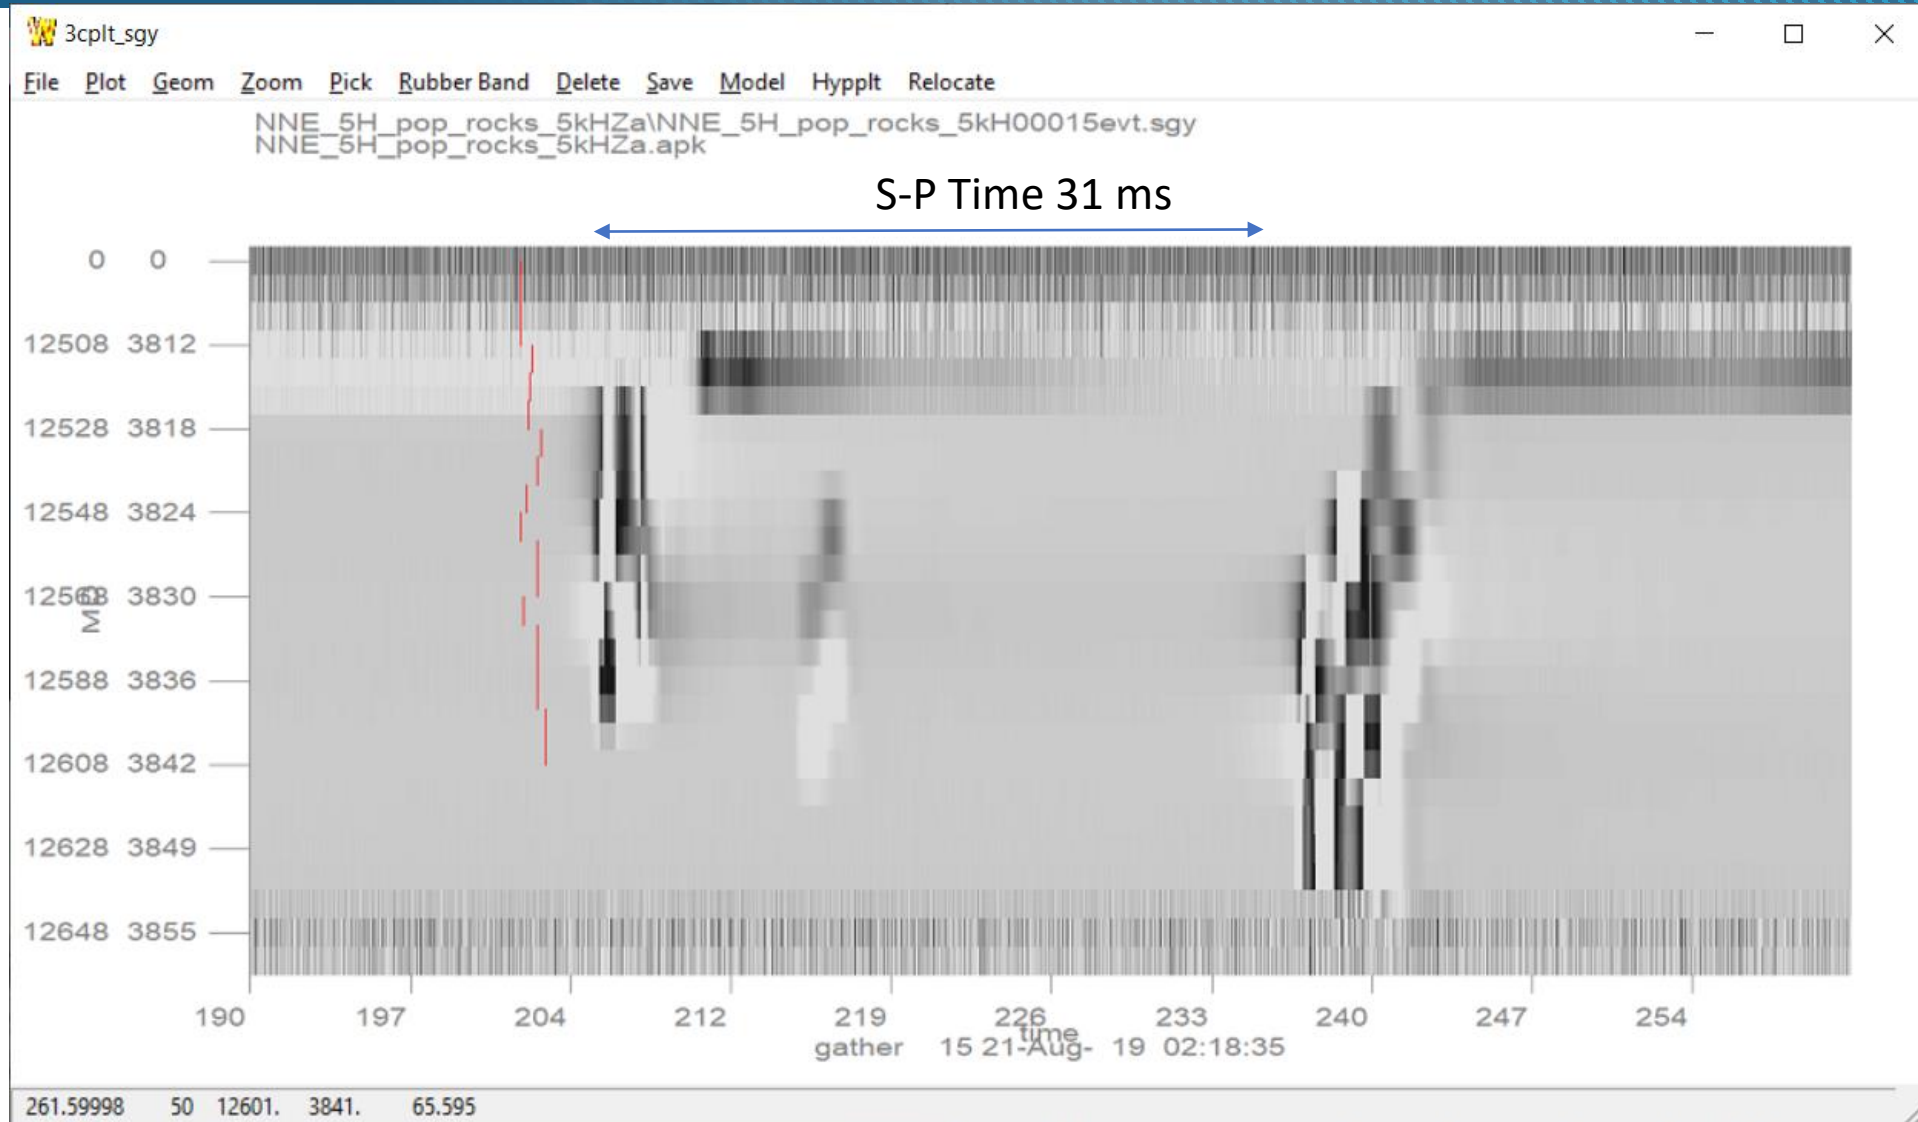 3cplt_sgy
File Plot Geom Zoom Pick Rubber Band Delete Save Model Hypplt Relocate
NNE_5H_pop_rocks_5kHZa\NNE_5H_pop_rocks_5kH00015evt.sgy
NNE_5H_pop_rocks_5kHZa.apk
S-P Time 31 ms
0 0
12508 3812
12528 3818
12548 3824
12568 3830
MD
12588 3836
12608 3842
12628 3849
12648 3855
190 197 204 212 219 226 233 240 247 254
time
gather 15 21-Aug- 19 02:18:35
261.59998 50 12601. 3841. 65.595